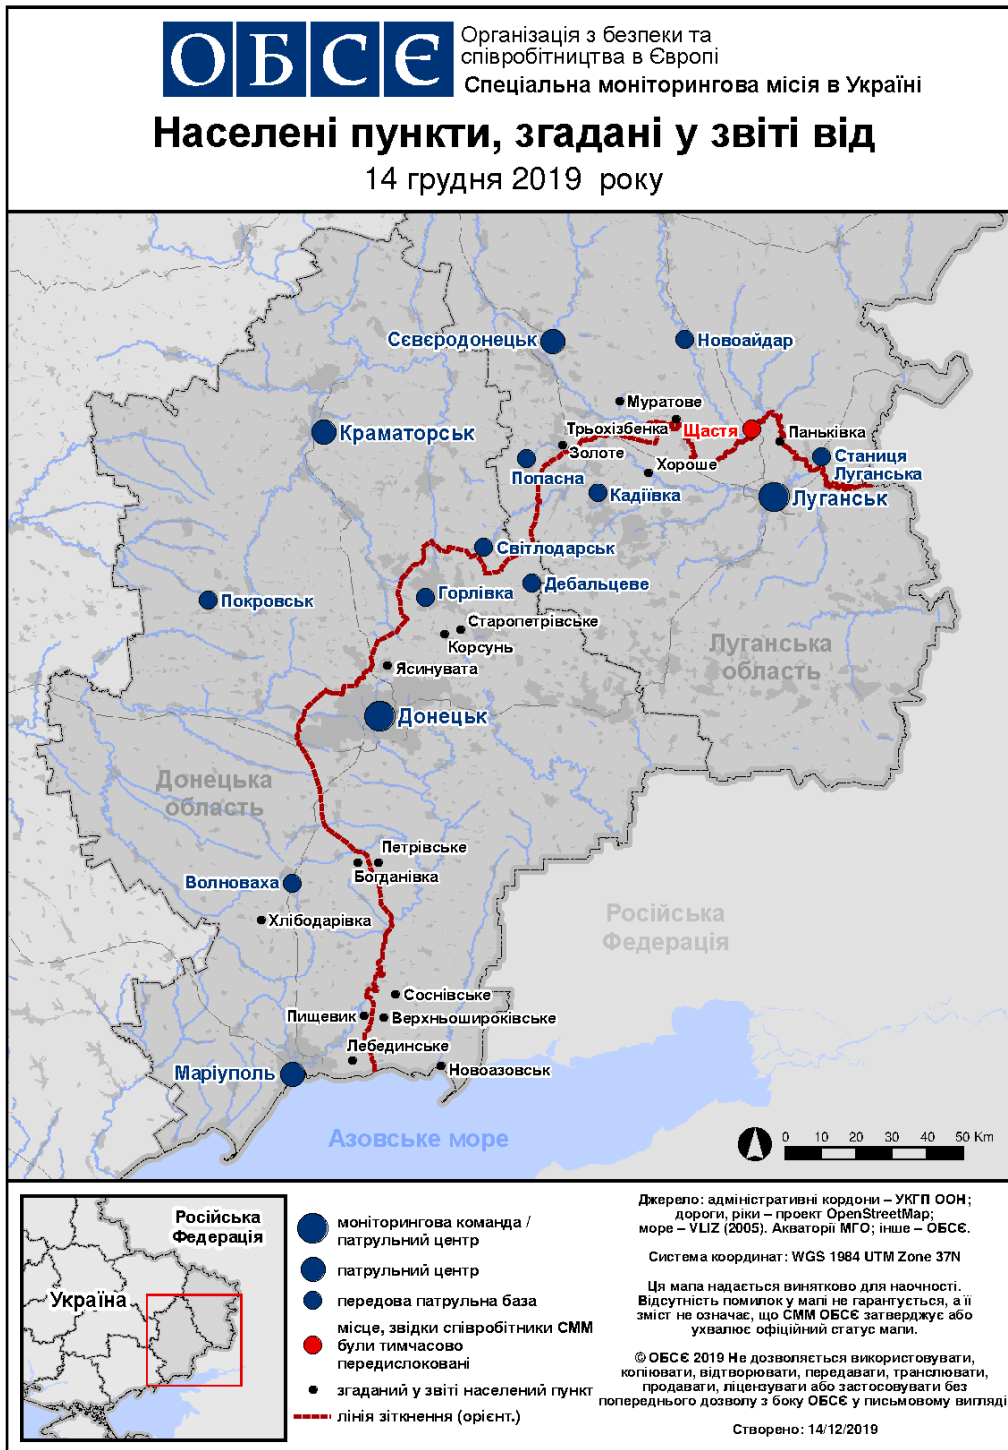 ОБСЄ
Організація з безпеки та
співробітництва в Європі
Спеціальна моніторингова місія в Україні
Населені пункти, згадані у звіті від
14 грудня 2019 року
Сєвєродонецьк
Новоайдар
Муратове
Краматорськ
Трьохізбенка
Щастя
Паньківка
Золоте
Станиця
Луганська
Попасна
Хороше
Кадіївка
Луганськ
Світлодарськ
Дебальцеве
Горлівка
Покровськ
Старопетрівське
Корсунь
Луганська
область
Ясинувата
Донецьк
Донецька
область
Петрівське
Богданівка
Волноваха
Хлібодарівка
Російська
Федерація
Соснівське
Пищевик
Верхньошироківське
Лебединське
Новоазовськ
Маріуполь
Азовське море
0 10 20 30 40 50 Km
Російська
Федерація
Україна
моніторингова команда /
патрульний центр
патрульний центр
передова патрульна база
місце, звідки співробітники СММ
були тимчасово
передислоковані
згаданий у звіті населений пункт
лінія зіткнення (орієнт.)
Джерело: адміністративні кордони – УКГП ООН;
дороги, ріки – проект OpenStreetMap;
море – VLIZ (2005). Акваторії МГО; інше – ОБСЄ.
Система координат: WGS 1984 UTM Zone 37N
Ця мапа надається винятково для наочності.
Відсутність помилок у мапі не гарантується, а її
зміст не означає, що СММ ОБСЄ затверджує або
ухвалює офіційний статус мапи.
© ОБСЄ 2019 Не дозволяється використовувати,
копіювати, відтворювати, передавати, транслювати,
продавати, ліцензувати або застосовувати без
попереднього дозволу з боку ОБСЄ у письмовому вигляді
Створено: 14/12/2019